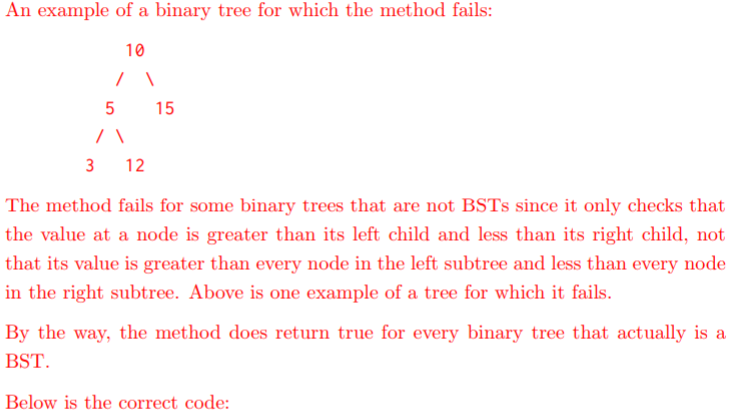 An example of a binary tree for which the method fails:
10
/ \
5 15
/ \
3 12
The method fails for some binary trees that are not BSTs since it only checks that
the value at a node is greater than its left child and less than its right child, not
that its value is greater than every node in the left subtree and less than every node
in the right subtree. Above is one example of a tree for which it fails.
By the way, the method does return true for every binary tree that actually is a
BST.
Below is the correct code: